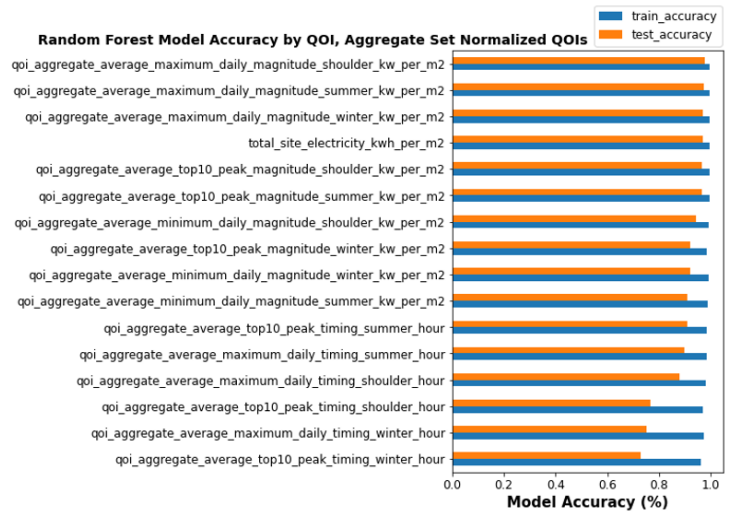 train_accuracy
test_accuracy
Random Forest Model Accuracy by QOI, Aggregate Set Normalized QOIs
qoi_aggregate_average_maximum_daily_magnitude_shoulder_kw_per_m2
qoi_aggregate_average_maximum_daily_magnitude_summer_kw_per_m2
qoi_aggregate_average_maximum_daily_magnitude_winter_kw_per_m2
total_site_electricity_kwh_per_m2
qoi_aggregate_average_top10_peak_magnitude_shoulder_kw_per_m2
qoi_aggregate_average_top10_peak_magnitude_summer_kw_per_m2
qoi_aggregate_average_minimum_daily_magnitude_shoulder_kw_per_m2
qoi_aggregate_average_top10_peak_magnitude_winter_kw_per_m2
qoi_aggregate_average_minimum_daily_magnitude_winter_kw_per_m2
qoi_aggregate_average_minimum_daily_magnitude_summer_kw_per_m2
qoi_aggregate_average_top10_peak_timing_summer_hour
qoi_aggregate_average_maximum_daily_timing_summer_hour
qoi_aggregate_average_maximum_daily_timing_shoulder_hour
qoi_aggregate_average_top10_peak_timing_shoulder_hour
qoi_aggregate_average_maximum_daily_timing_winter_hour
qoi_aggregate_average_top10_peak_timing_winter_hour
0.0 0.2 0.4 0.6 0.8 1.0
Model Accuracy (%)